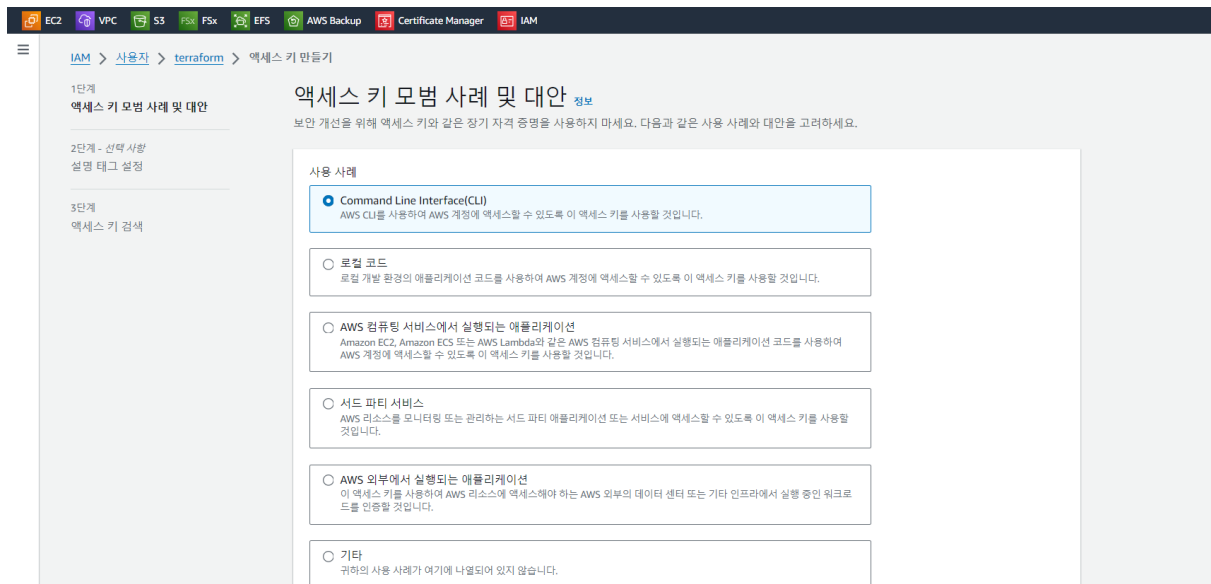 EC2 VPC S3 FSx FSx EFS AWS Backup Certificate Manager IAM
IAM > 사용자 > terraform > 액세스 키 만들기
1단계
액세스 키 모범 사례 및 대안
2단계 - 선택 사항
설명 태그 설정
3단계
액세스 키 검색
액세스 키 모범 사례 및 대안 정보
보안 개선을 위해 액세스 키와 같은 장기 자격 증명을 사용하지 마세요. 다음과 같은 사용 사례와 대안을 고려하세요.
사용 사례
Command Line Interface(CLI)
AWS CLI를 사용하여 AWS 계정에 액세스할 수 있도록 이 액세스 키를 사용할 것입니다.
로컬 코드
로컬 개발 환경의 애플리케이션 코드를 사용하여 AWS 계정에 액세스할 수 있도록 이 액세스 키를 사용할 것입니다.
AWS 컴퓨팅 서비스에서 실행되는 애플리케이션
Amazon EC2, Amazon ECS 또는 AWS Lambda와 같은 AWS 컴퓨팅 서비스에서 실행되는 애플리케이션 코드를 사용하여
AWS 계정에 액세스할 수 있도록 이 액세스 키를 사용할 것입니다.
서드 파티 서비스
AWS 리소스를 모니터링 또는 관리하는 서드 파티 애플리케이션 또는 서비스에 액세스할 수 있도록 이 액세스 키를 사용할
것입니다.
AWS 외부에서 실행되는 애플리케이션
이 액세스 키를 사용하여 AWS 리소스에 액세스해야 하는 AWS 외부의 데이터 센터 또는 기타 인프라에서 실행 중인 워크로
드를 인증할 것입니다.
기타
귀하의 사용 사례가 여기에 나열되어 있지 않습니다.